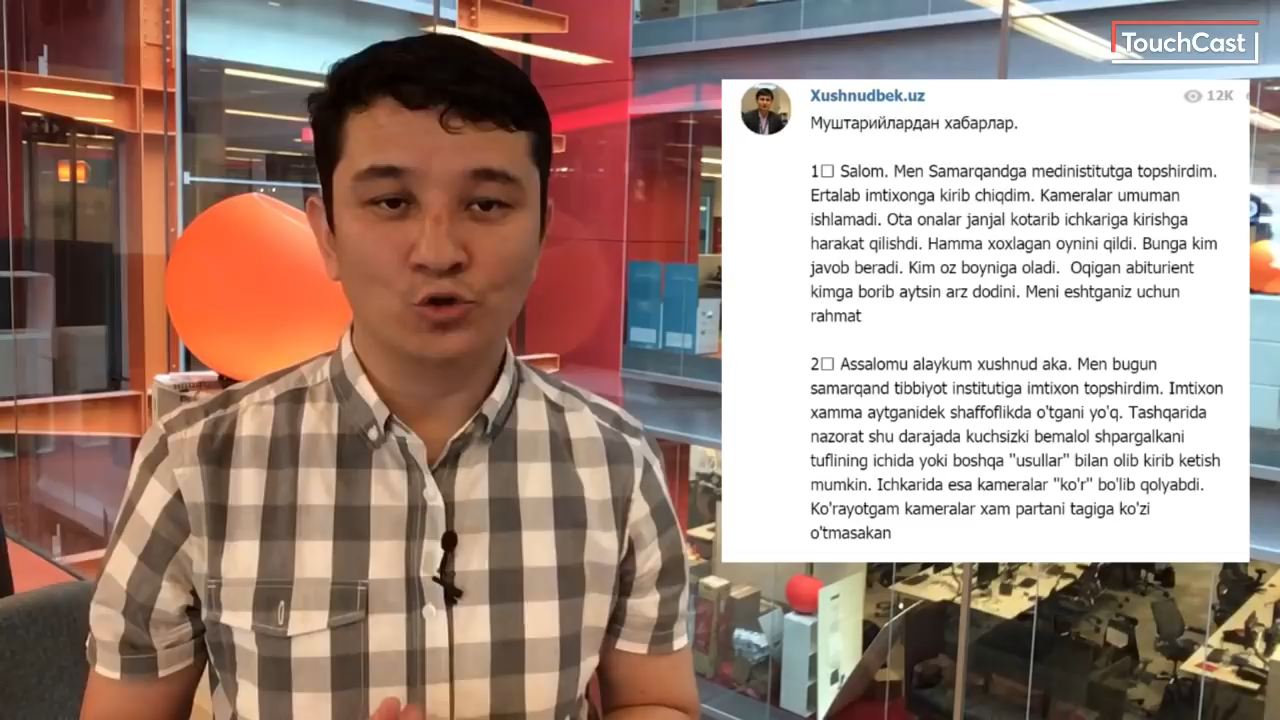 TouchCast
Xushnudbek.uz
12K
Муштарийлардан хабарлар.
1□ Salom. Men Samarqandga medinistitutga topshirdim.
Ertalab imtixonga kirib chiqdim. Kameralar umuman
ishlamadi. Ota onalar janjal kotarib ichkariga kirishga
harakat qilishdi. Hamma xoxlagan oynini qildi. Bunga kim
javob beradi. Kim oz boyniga oladi. Oqigan abiturient
kimga borib aytsin arz dodini. Meni eshtganiz uchun
rahmat
2□ Assalomu alaykum xushnud aka. Men bugun
samarqand tibbiyot institutiga imtixon topshirdim. Imtixon
xamma aytganidek shaffoflikda o'tgani yo'q. Tashqarida
nazorat shu darajada kuchsizki bemalol shpargalkani
tuflining ichida yoki boshqa "usullar" bilan olib kirib ketish
mumkin. Ichkarida esa kameralar "ko'r" bo'lib qolyabdi.
Ko'rayotgam kameralar xam partani tagiga ko'zi
o'tmasakan